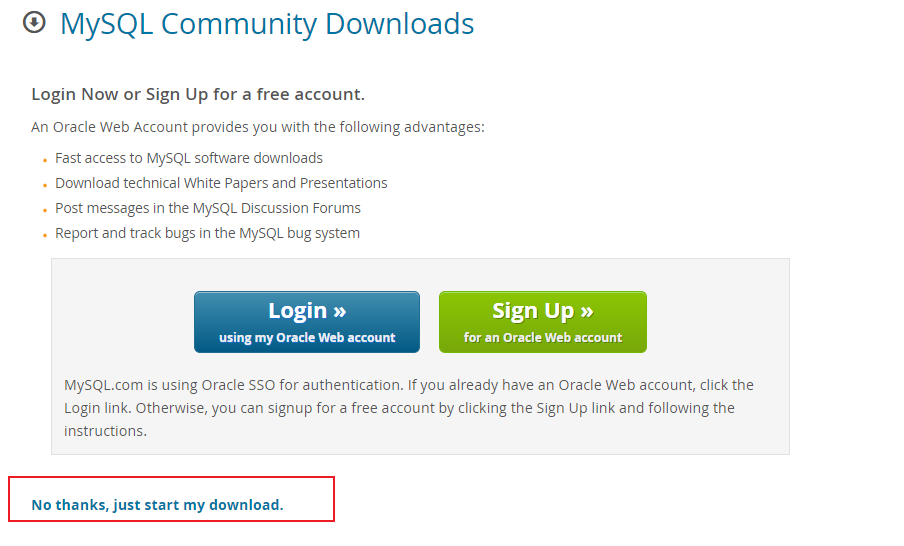 MySQL Community Downloads
Login Now or Sign Up for a free account.
An Oracle Web Account provides you with the following advantages:
Fast access to MySQL software downloads
Download technical White Papers and Presentations
Post messages in the MySQL Discussion Forums
Report and track bugs in the MySQL bug system
Login »
using my Oracle Web account
Sign Up »
for an Oracle Web account
MySQL.com is using Oracle SSO for authentication. If you already have an Oracle Web account, click the
Login link. Otherwise, you can signup for a free account by clicking the Sign Up link and following the
instructions.
No thanks, just start my download.